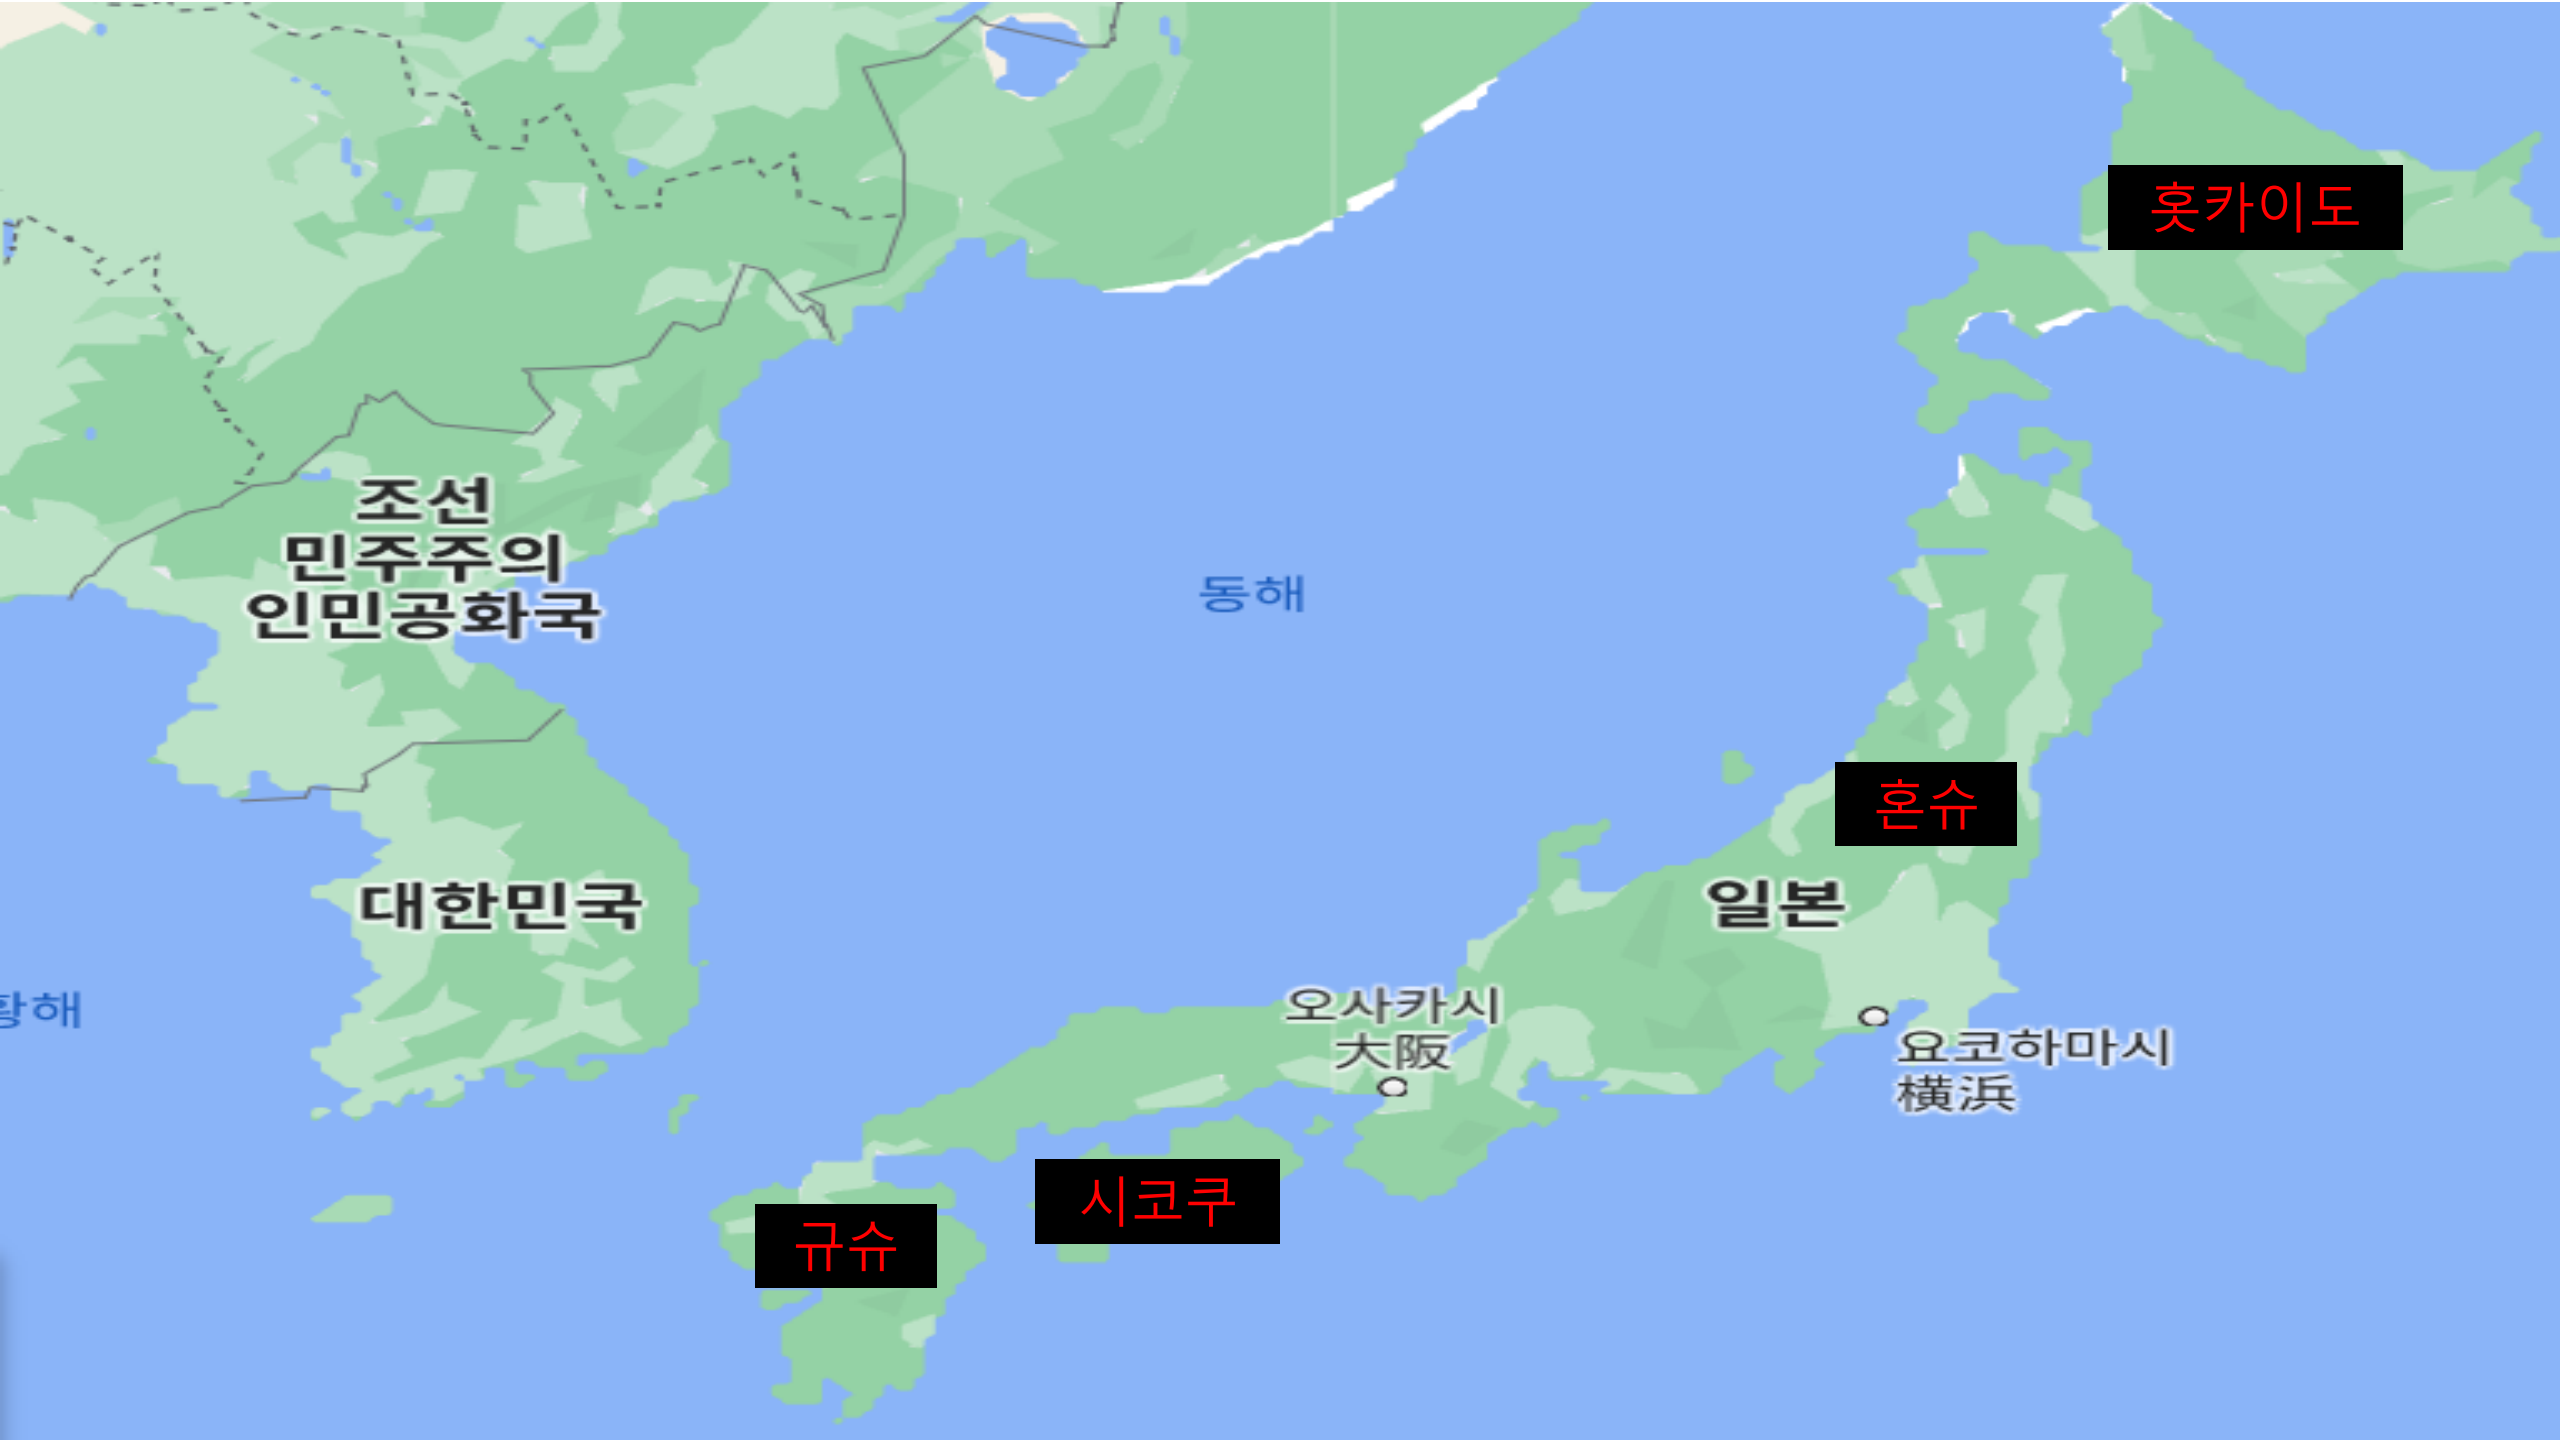 홋카이도
조선
민주주의
인민공화국
동해
혼슈
대한민국
일본
황해
오사카시
大阪
요코하마시
横浜
시코쿠
규슈